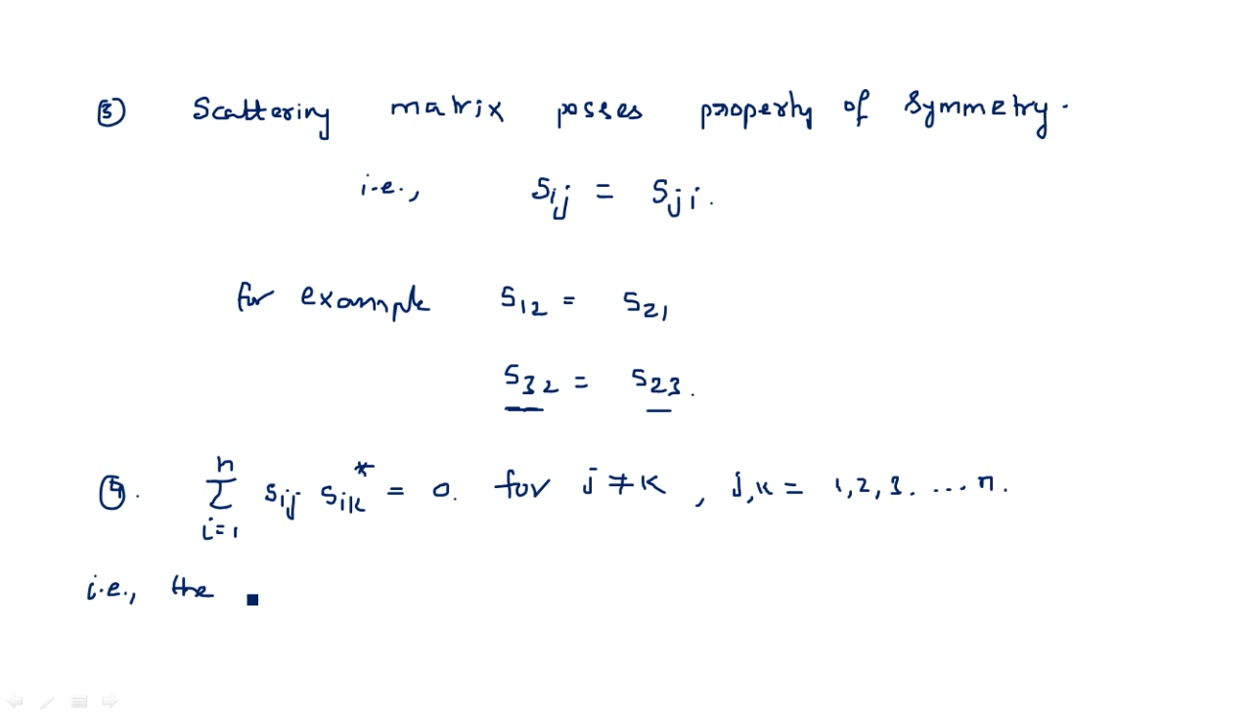 ③ Scattering matrix posses property of symmetry.
i.e., Sij = Sji.
for example S12 = S21
S32 = S23.
④. n
∑ Sij Sik* = 0. for j ≠ k , j,k = 1,2,3. ....n.
i=1
i.e., the